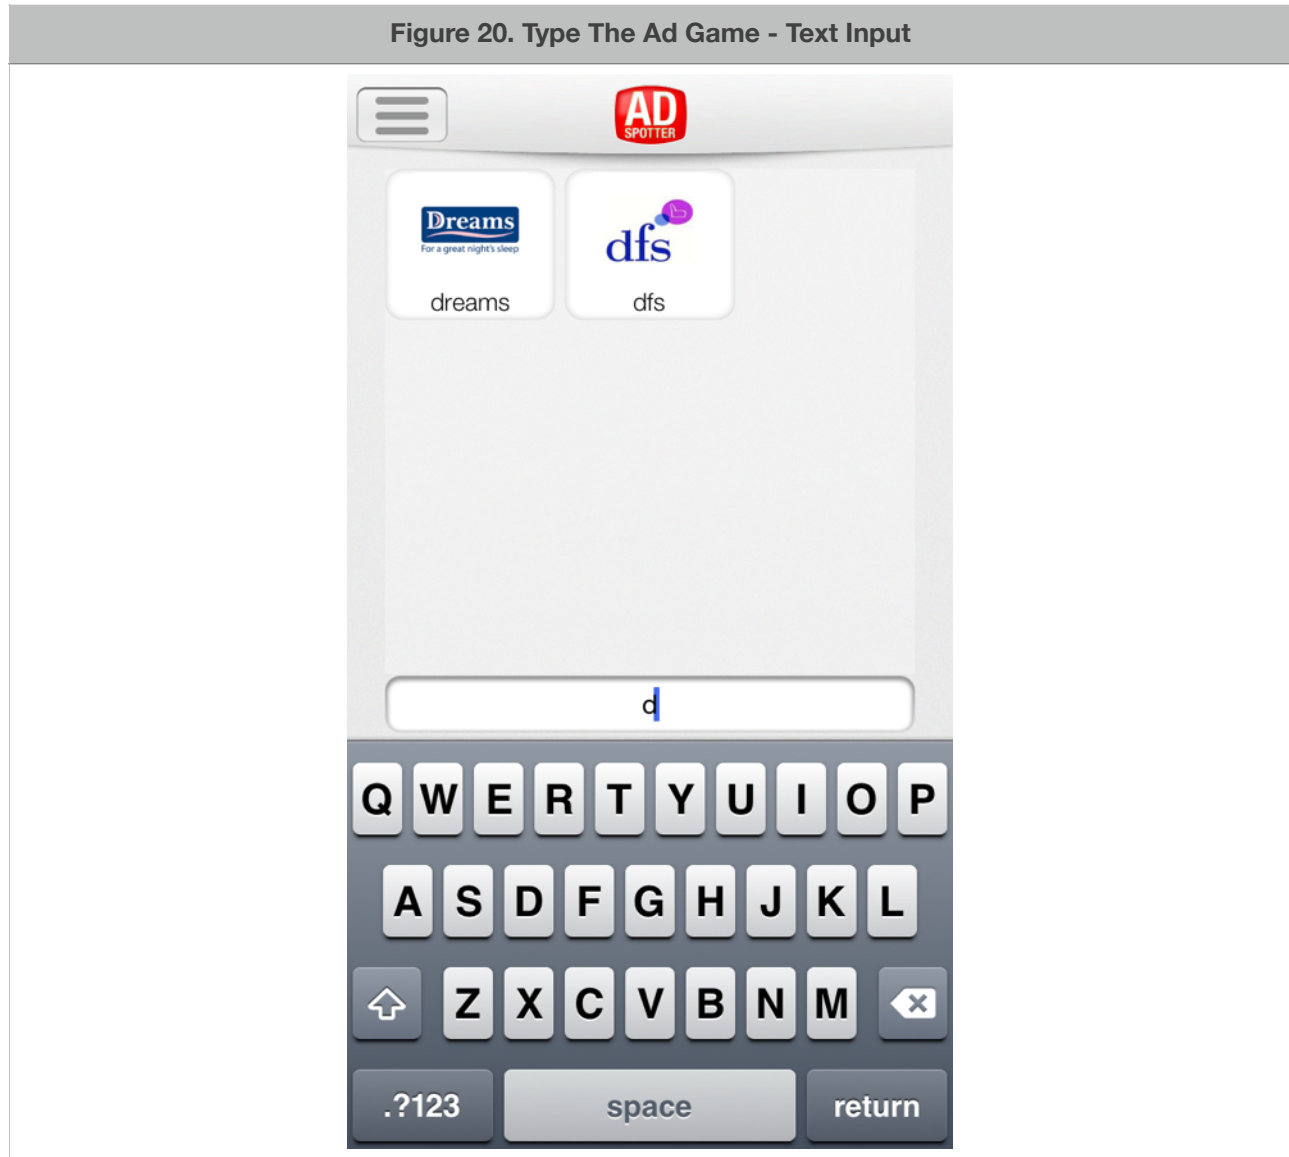 Figure 20. Type The Ad Game - Text Input
AD
SPOTTER
Dreams
For a great night's sleep
dfs
dreams
dfs
d
Q W E R T Y U I O P
A S D F G H J K L
Z X C V B N M
.?123 space return